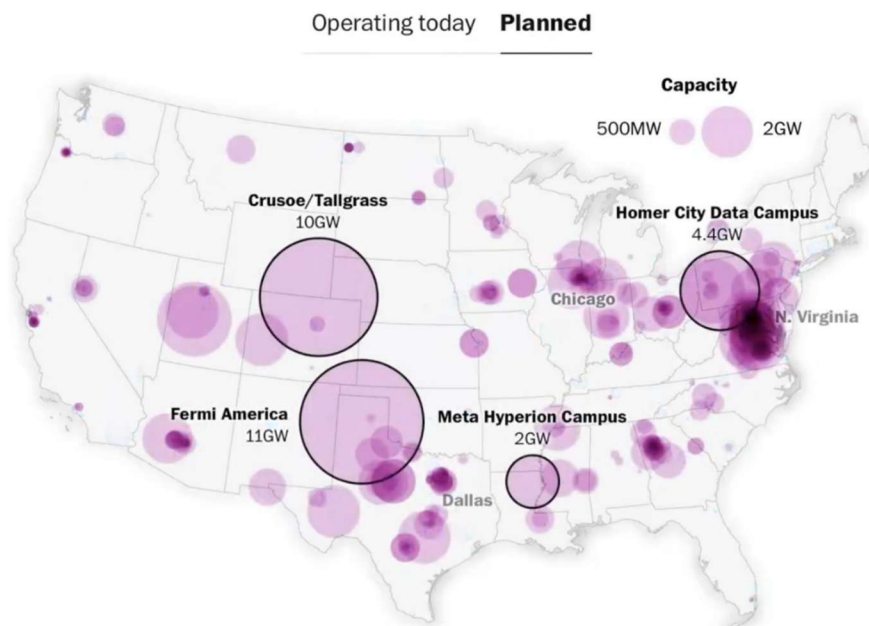 Operating today Planned
Capacity
500MW 2GW
Crusoe/Tallgrass
10GW
Homer City Data Campus
4.4GW
Chicago
N. Virginia
Fermi America
11GW
Meta Hyperion Campus
2GW
Dallas